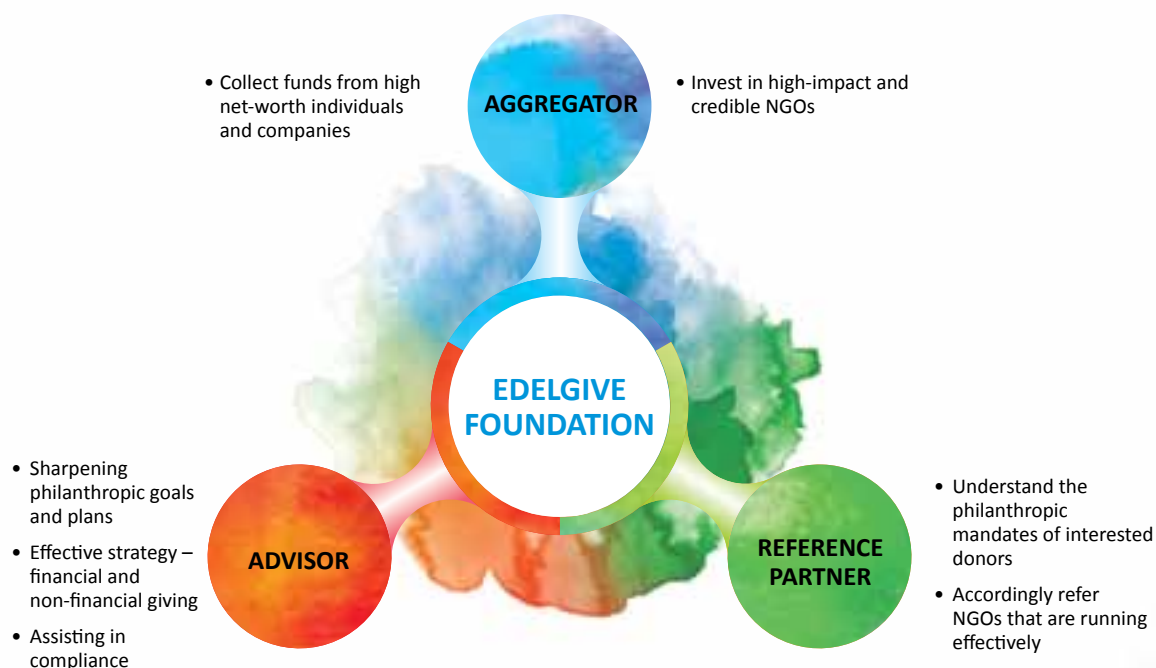 • Collect funds from high
net-worth individuals
and companies
AGGREGATOR
• Invest in high-impact and
credible NGOs
EDELGIVE
FOUNDATION
• Sharpening
philanthropic goals
and plans
• Effective strategy –
financial and
non-financial giving
• Assisting in
compliance
ADVISOR
REFERENCE
PARTNER
• Understand the
philanthropic
mandates of interested
donors
• Accordingly refer
NGOs that are running
effectively